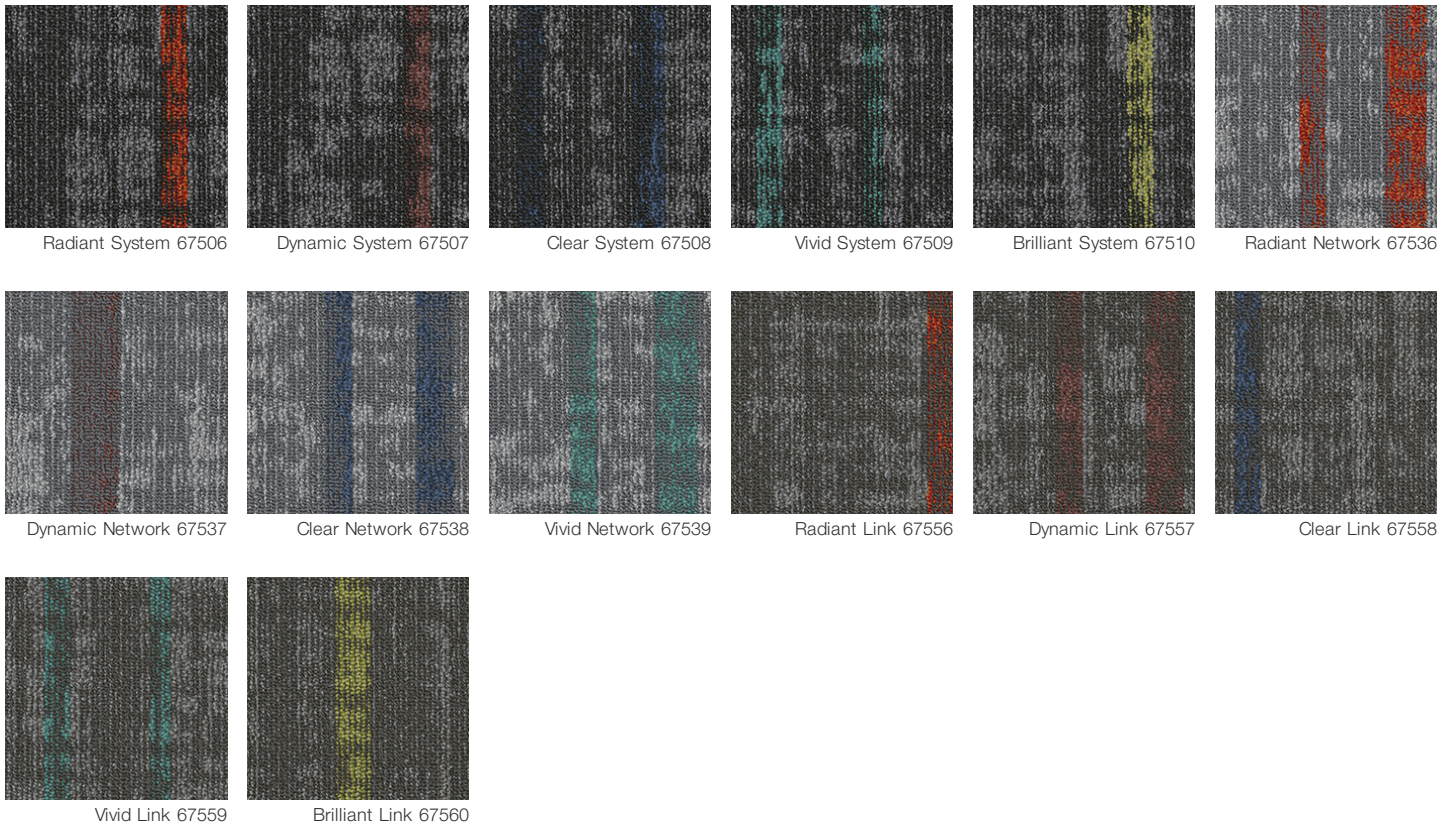 Radiant System 67506
Dynamic System 67507
Clear System 67508
Vivid System 67509
Brilliant System 67510
Radiant Network 67536
Dynamic Network 67537
Clear Network 67538
Vivid Network 67539
Radiant Link 67556
Dynamic Link 67557
Clear Link 67558
Vivid Link 67559
Brilliant Link 67560